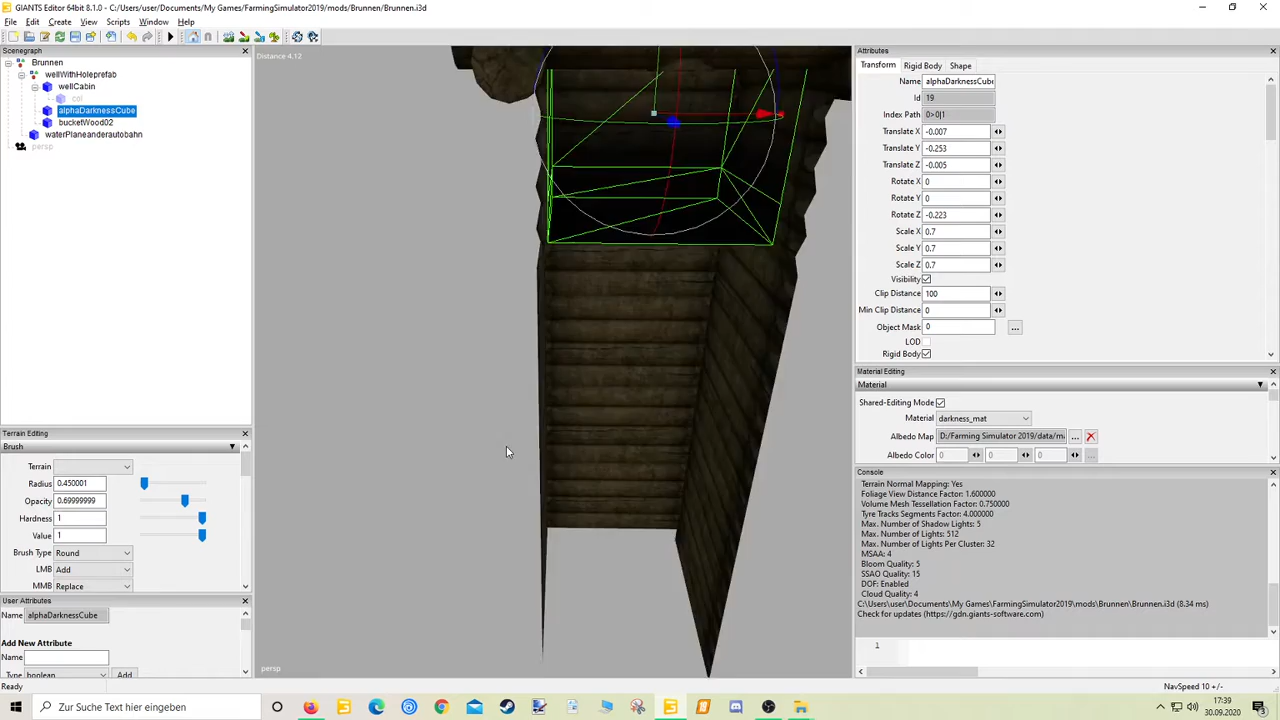 GIANTS Editor 64bit 8.1.0 - C:/Users/user/Documents/My Games/FarmingSimulator2019/mods/Brunnen/Brunnen.i3d
File Edit Create View Scripts Window Help
Scenegraph
Brunnen
wellWithHoleprefab
wellCabin
col
alphaDarknessCube
bucketWood02
waterPlaneanderautobahn
persp
Terrain Editing
Brush
Terrain
Radius 0.450001
Opacity 0.69999999
Hardness 1
Value 1
Brush Type Round
LMB Add
MMB Replace
User Attributes
Name alphaDarknessCube
Add New Attribute
Name
Type boolean Add
Ready
Distance 4.12
persp
Attributes
Transform Rigid Body Shape
Name alphaDarknessCub
Id 19
Index Path 0>0|1
Translate X -0.007
Translate Y -0.253
Translate Z -0.005
Rotate X 0
Rotate Y 0
Rotate Z -0.223
Scale X 0.7
Scale Y 0.7
Scale Z 0.7
Visibility
Clip Distance 100
Min Clip Distance 0
Object Mask 0 ...
LOD
Rigid Body
Material Editing
Material
Shared-Editing Mode
Material darkness_mat
Albedo Map D:/Farming Simulator 2019/data/m ...
Albedo Color 0 0 0 ...
Console
Terrain Normal Mapping: Yes
Foliage View Distance Factor: 1.600000
Volume Mesh Tessellation Factor: 0.750000
Tyre Tracks Segments Factor: 4.000000
Max. Number of Shadow Lights: 5
Max. Number of Lights: 512
Max. Number of Lights Per Cluster: 32
MSAA: 4
Bloom Quality: 5
SSAO Quality: 15
DOF: Enabled
Cloud Quality: 4
C:\Users\user\Documents\My Games\FarmingSimulator2019\mods\Brunnen\Brunnen.i3d (8.34 ms)
Check for updates (https://gdn.giants-software.com)
1
NavSpeed 10 +/-
Zur Suche Text hier eingeben
17:39
30.09.2020